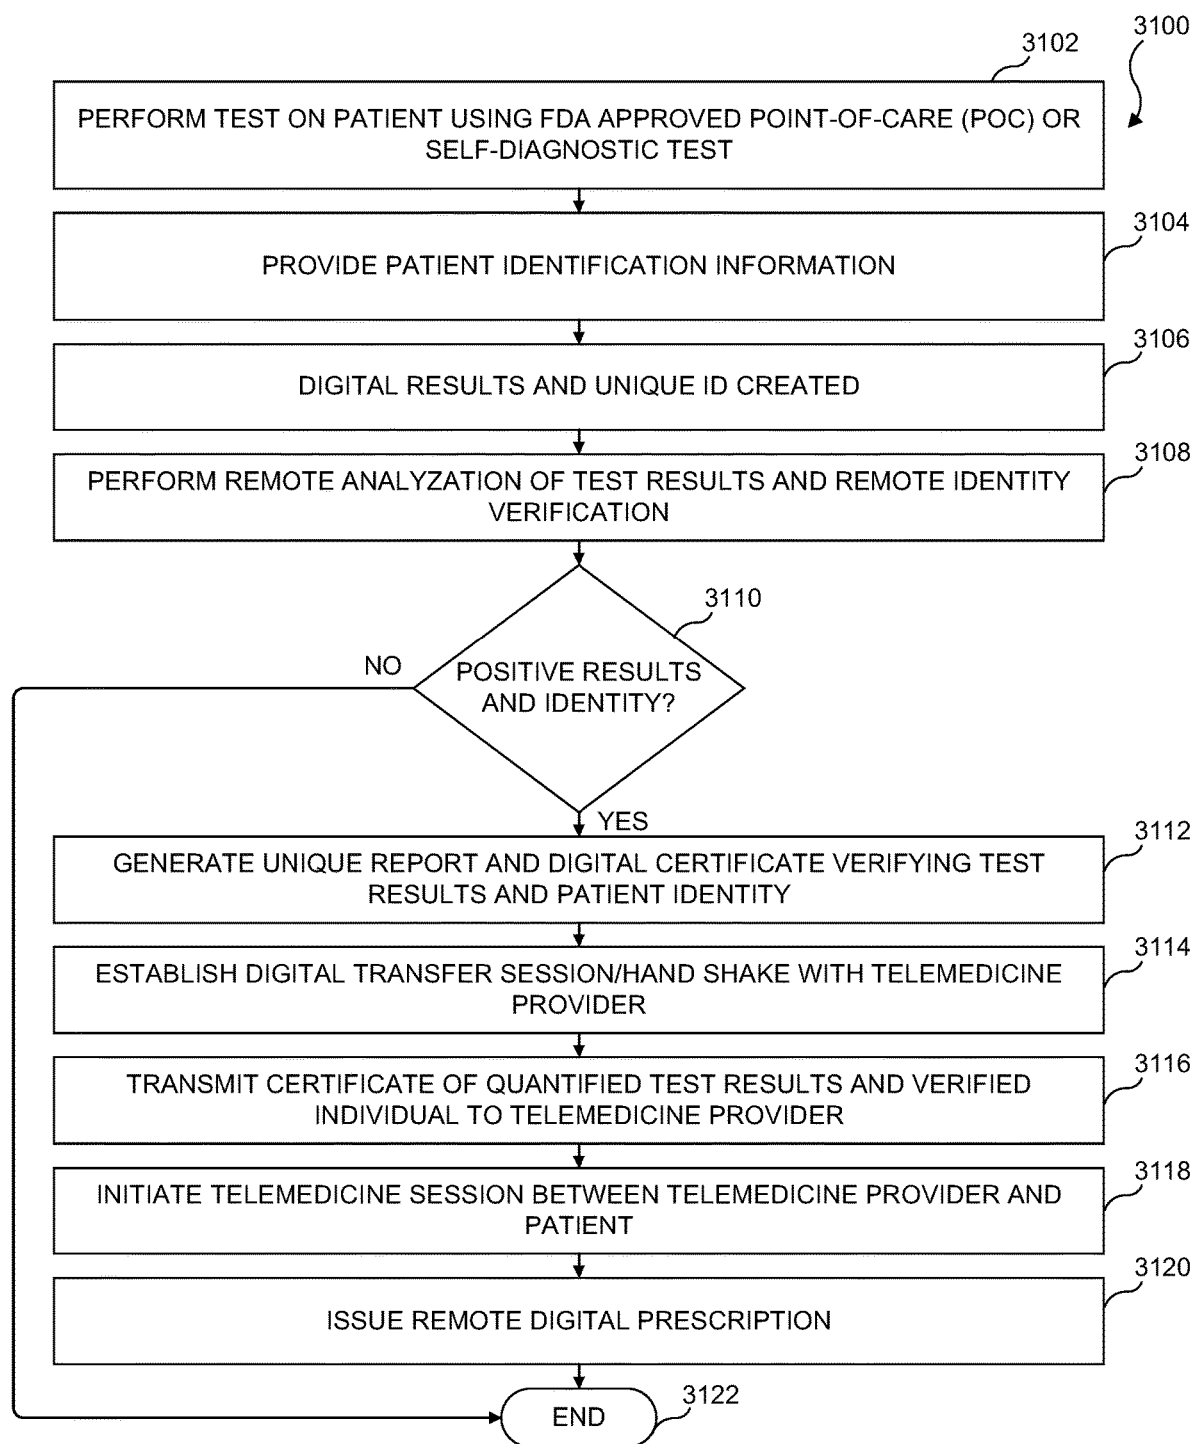 3100
3102
PERFORM TEST ON PATIENT USING FDA APPROVED POINT-OF-CARE (POC) OR
SELF-DIAGNOSTIC TEST
3104
PROVIDE PATIENT IDENTIFICATION INFORMATION
3106
DIGITAL RESULTS AND UNIQUE ID CREATED
3108
PERFORM REMOTE ANALYZATION OF TEST RESULTS AND REMOTE IDENTITY
VERIFICATION
3110
NO
POSITIVE RESULTS
AND IDENTITY?
YES
3112
GENERATE UNIQUE REPORT AND DIGITAL CERTIFICATE VERIFYING TEST
RESULTS AND PATIENT IDENTITY
3114
ESTABLISH DIGITAL TRANSFER SESSION/HAND SHAKE WITH TELEMEDICINE
PROVIDER
3116
TRANSMIT CERTIFICATE OF QUANTIFIED TEST RESULTS AND VERIFIED
INDIVIDUAL TO TELEMEDICINE PROVIDER
3118
INITIATE TELEMEDICINE SESSION BETWEEN TELEMEDICINE PROVIDER AND
PATIENT
3120
ISSUE REMOTE DIGITAL PRESCRIPTION
3122
END